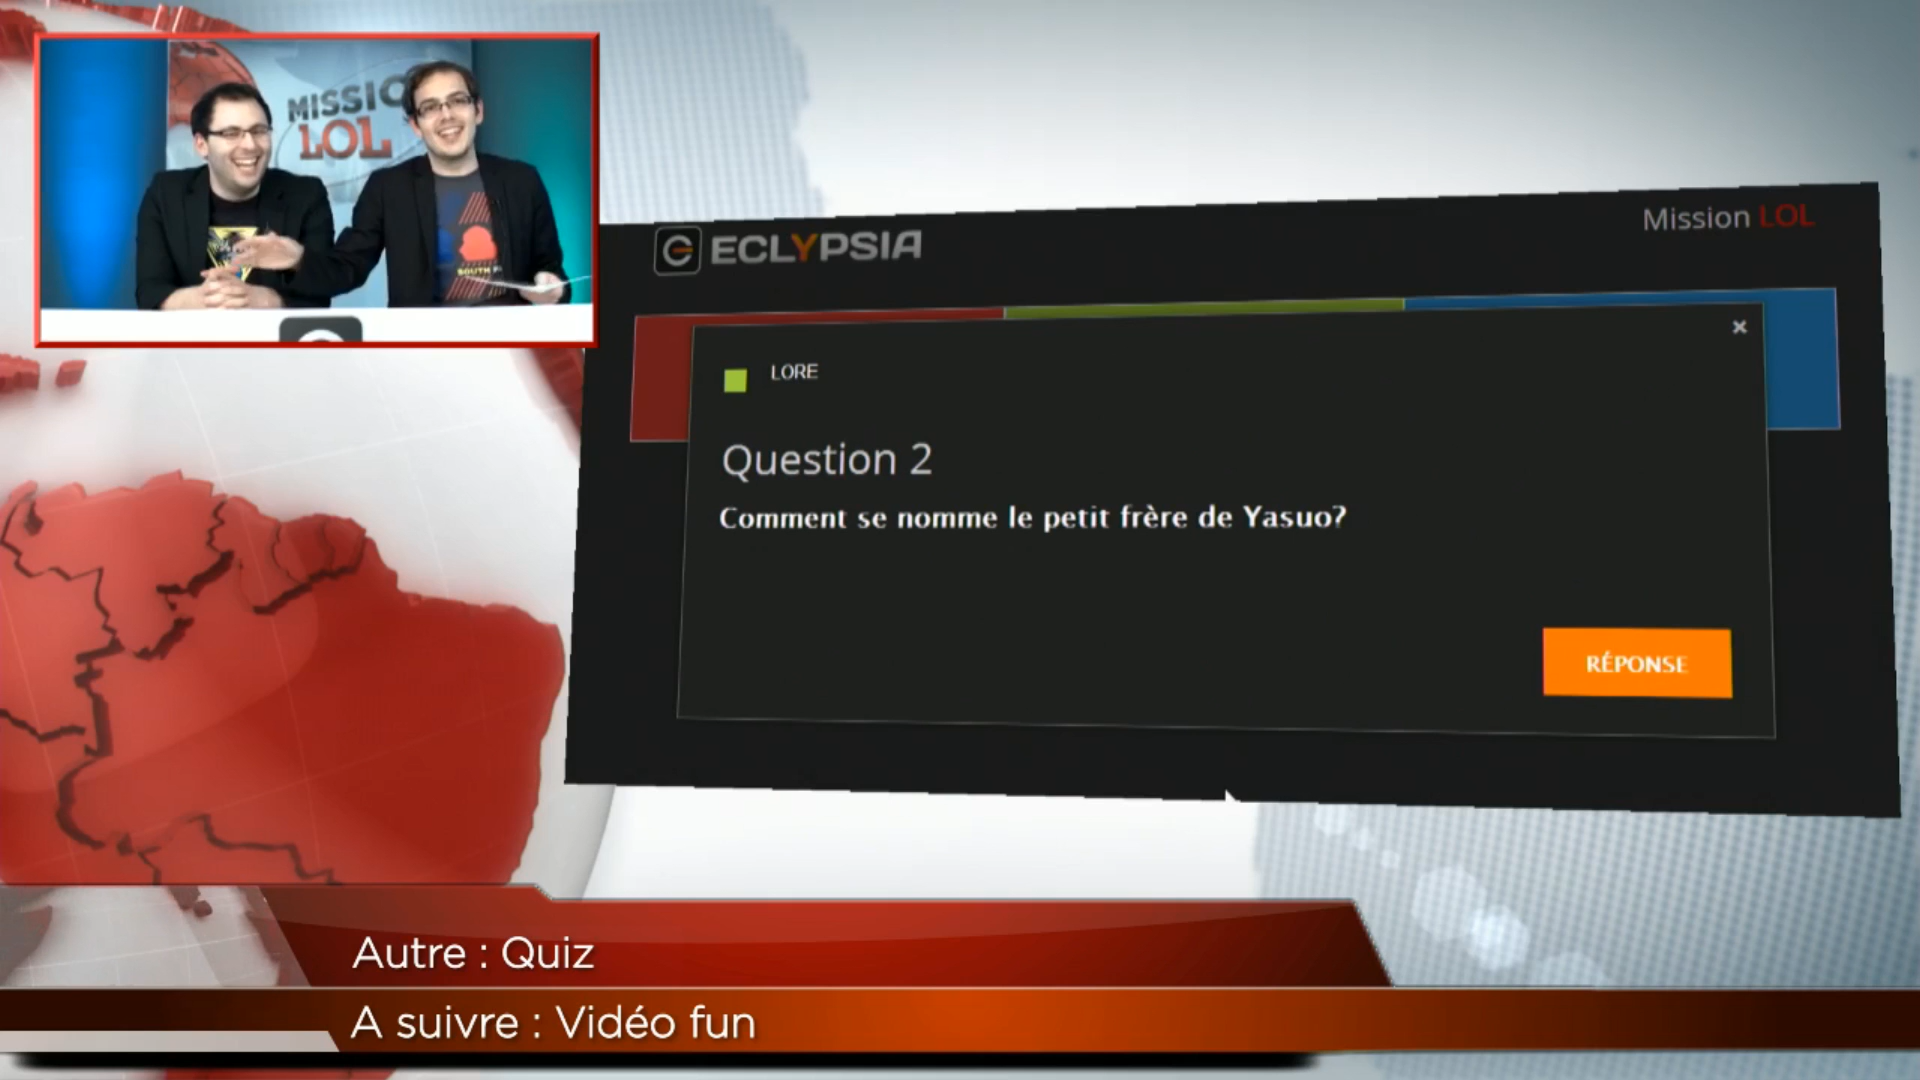 MISSIO
LOL
ECLYPSIA
Mission LOL
LORE
Question 2
Comment se nomme le petit frère de Yasuo?
RÉPONSE
Autre : Quiz
A suivre : Vidéo fun